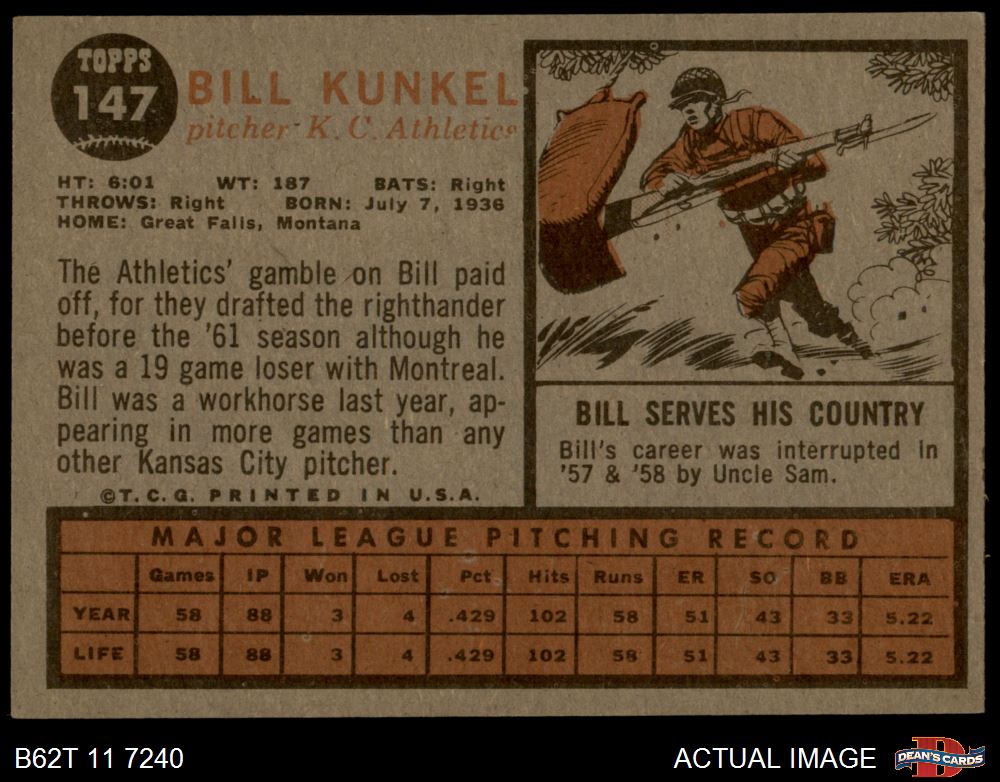 TOPPS
147
BILL KUNKEL
pitcher - K. C. Athletics
HT: 6:01 WT: 187 BATS: Right
THROWS: Right BORN: July 7, 1936
HOME: Great Falls, Montana
The Athletics' gamble on Bill paid
off, for they drafted the righthander
before the '61 season although he
was a 19 game loser with Montreal.
Bill was a workhorse last year, ap-
pearing in more games than any
other Kansas City pitcher.
©T.C.G. PRINTED IN U.S.A.
BILL SERVES HIS COUNTRY
Bill's career was interrupted in
'57 & '58 by Uncle Sam.
MAJOR LEAGUE PITCHING RECORD
Games IP Won Lost Pct Hits Runs ER SO BB ERA
YEAR 58 88 3 4 .429 102 58 51 43 33 5.22
LIFE 58 88 3 4 .429 102 58 51 43 33 5.22
B62T 11 7240
ACTUAL IMAGE
D
DEAN'S CARDS